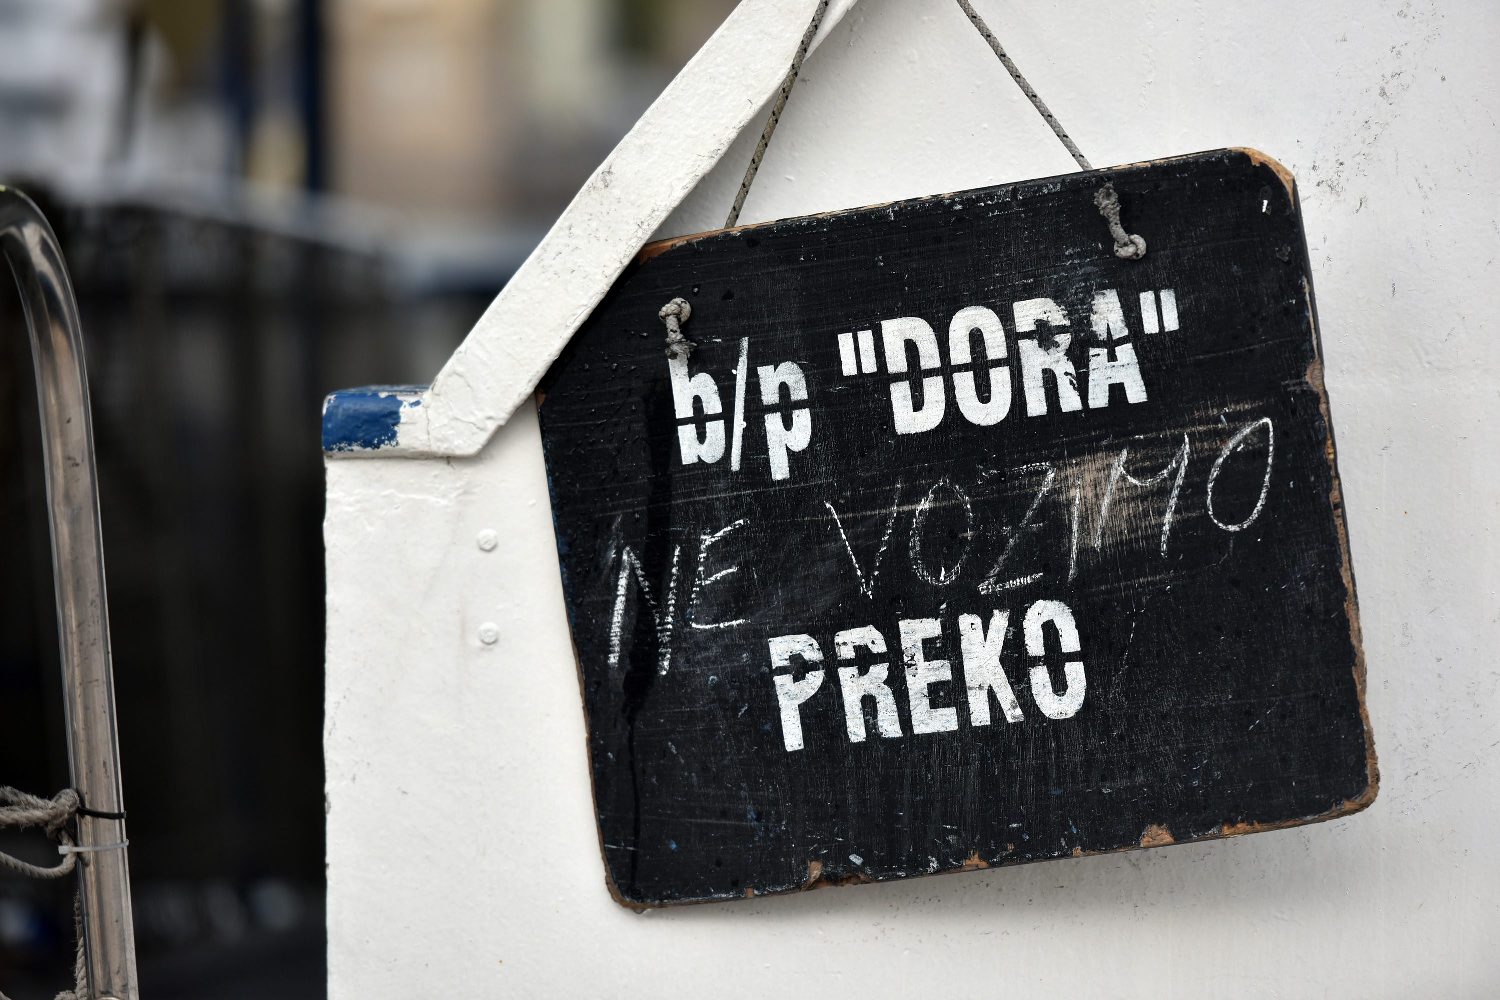 b/p "DORA"
NE VOZIMO
PREKO